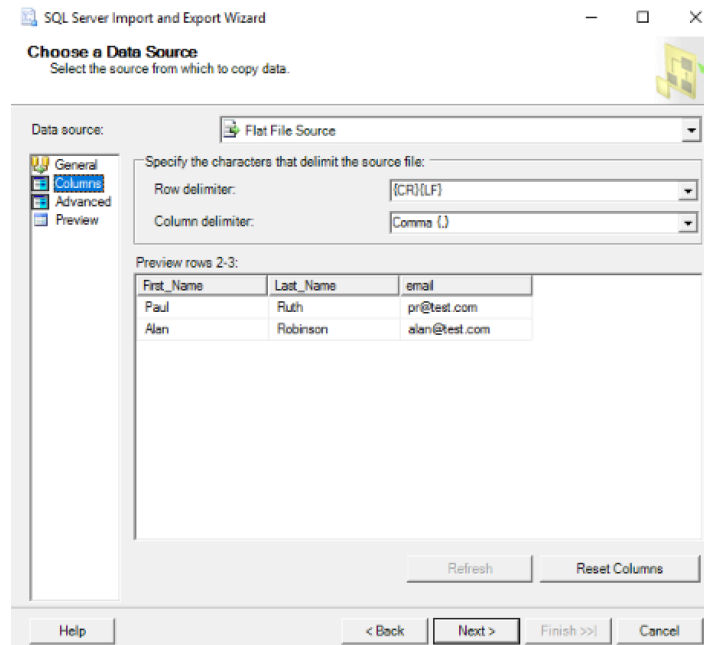 SQL Server Import and Export Wizard
Choose a Data Source
Select the source from which to copy data.
Data source: Flat File Source
General
Columns
Advanced
Preview
Specify the characters that delimit the source file:
Row delimiter: {CR}{LF}
Column delimiter: Comma {,}
Preview rows 2-3:
First_Name Last_Name email
Paul Ruth pr@test.com
Alan Robinson alan@test.com
Refresh Reset Columns
Help < Back Next > Finish >>| Cancel